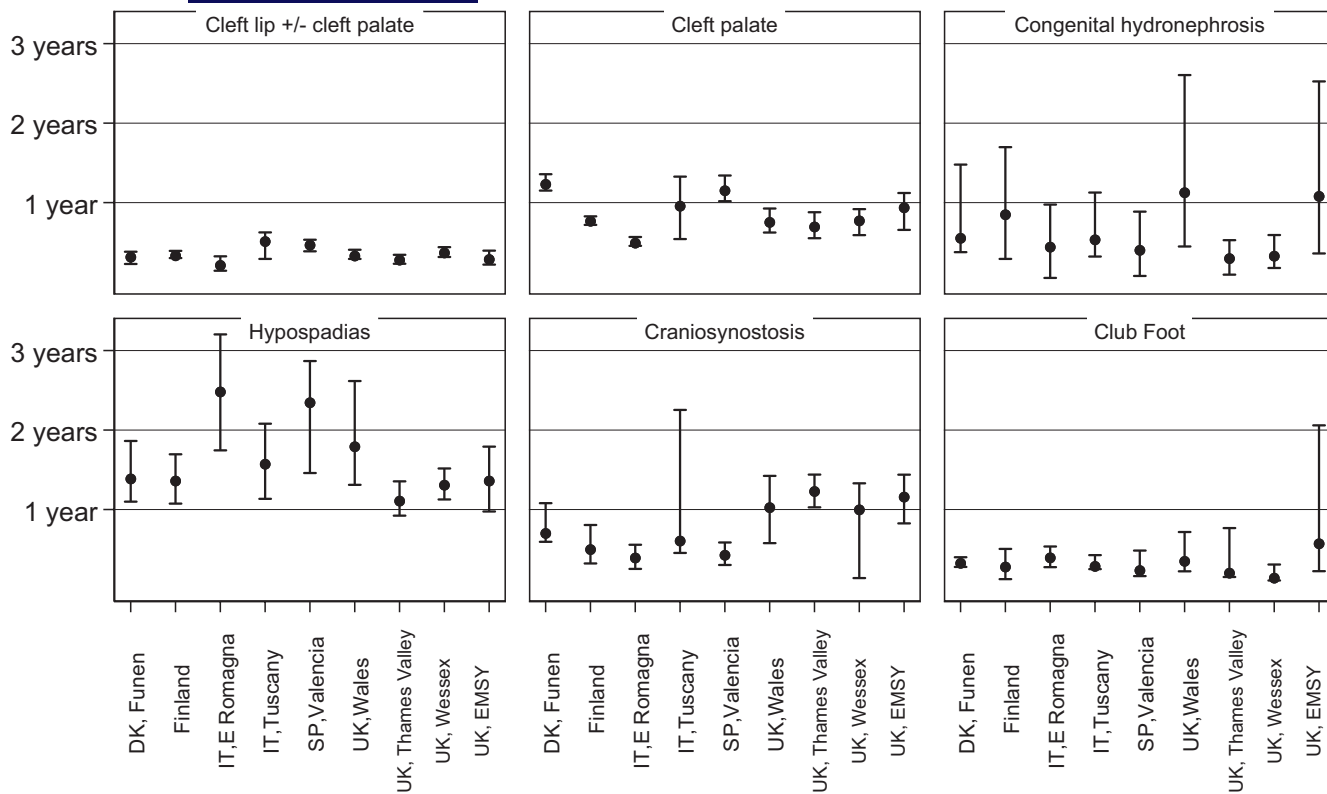 Cleft lip +/- cleft palate
Cleft palate
Congenital hydronephrosis
3 years
2 years
1 year
Hypospadias
Craniosynostosis
Club Foot
3 years
2 years
1 year
DK, Funen
Finland
IT,E Romagna
IT,Tuscany
SP,Valencia
UK,Wales
UK, Thames Valley
UK, Wessex
UK, EMSY
DK, Funen
Finland
IT,E Romagna
IT,Tuscany
SP,Valencia
UK,Wales
UK, Thames Valley
UK, Wessex
UK, EMSY
DK, Funen
Finland
IT,E Romagna
IT,Tuscany
SP,Valencia
UK,Wales
UK, Thames Valley
UK, Wessex
UK, EMSY